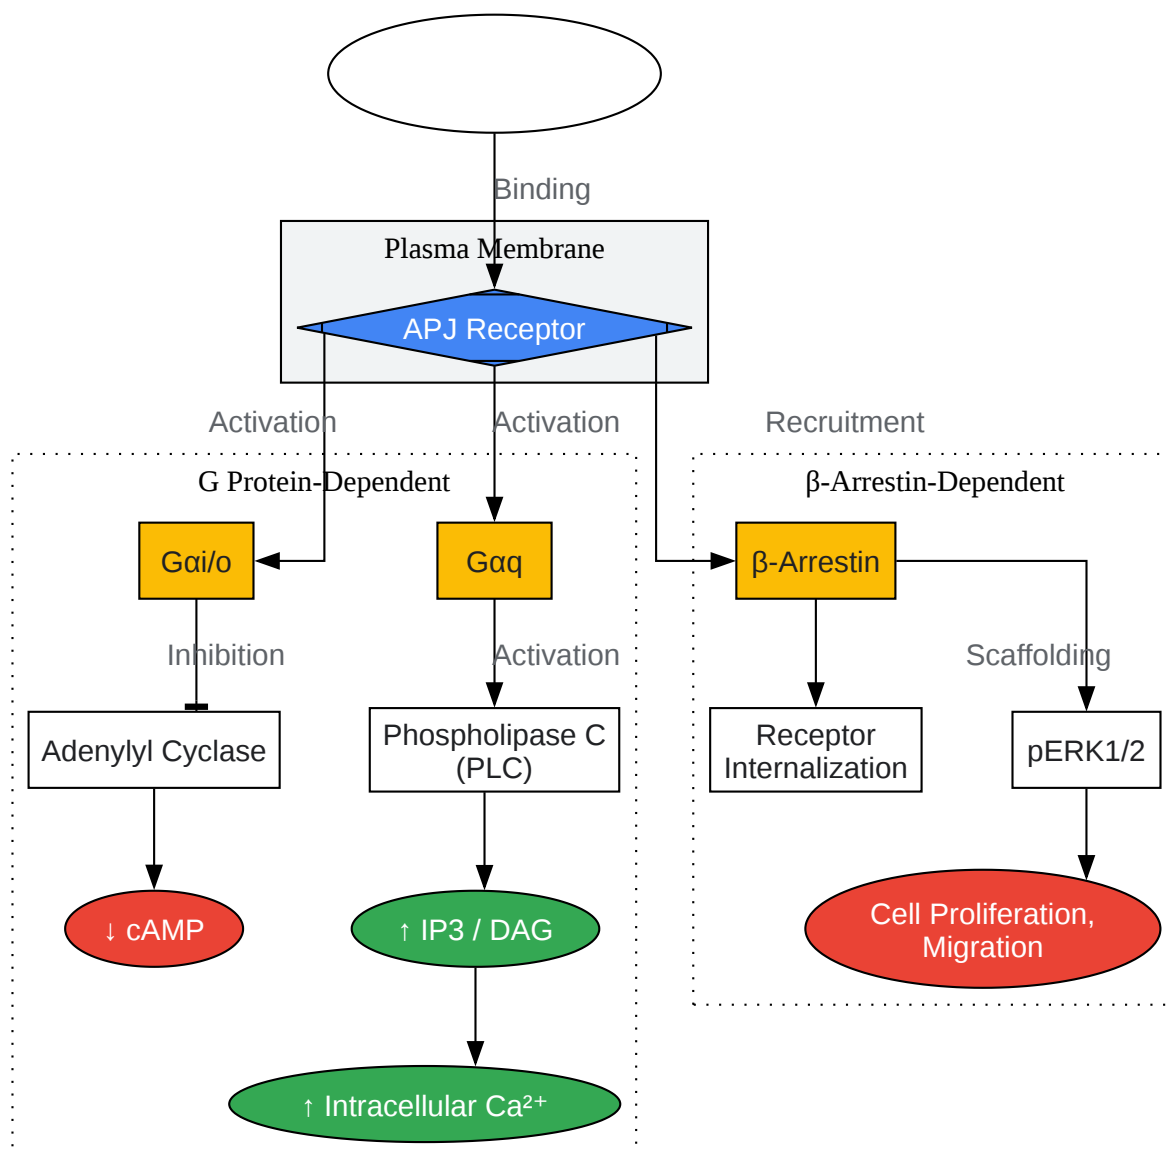 Binding
Plasma Membrane
APJ Receptor
Activation
Activation
Recruitment
G Protein-Dependent
β-Arrestin-Dependent
Gαi/o
Gαq
β-Arrestin
Inhibition
Activation
Scaffolding
Adenylyl Cyclase
Phospholipase C
(PLC)
Receptor
Internalization
pERK1/2
↓ cAMP
↑ IP3 / DAG
Cell Proliferation,
Migration
↑ Intracellular Ca²⁺